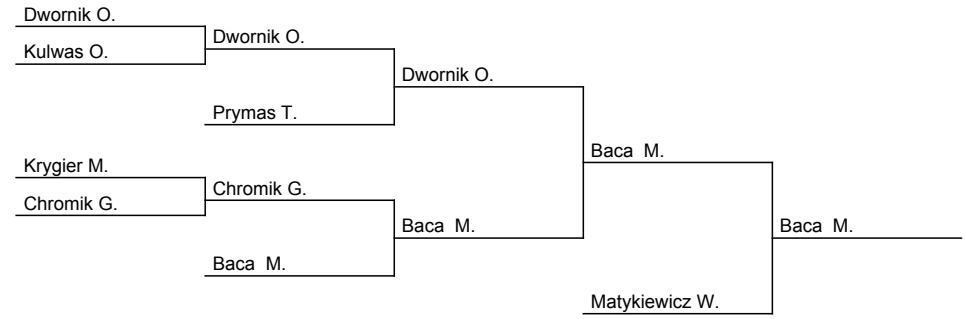 Dwornik O.
Kulwas O.
Dwornik O.
Prymas T.
Dwornik O.
Krygier M.
Chromik G.
Chromik G.
Baca  M.
Baca  M.
Baca  M.
Matykiewicz W.
Baca  M.